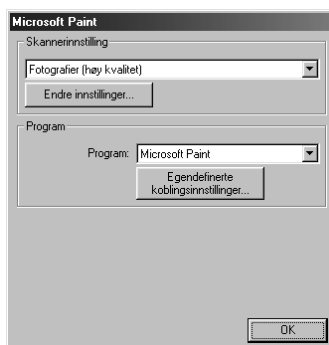 Microsoft Paint
Skannerinnstilling
Fotografier (høy kvalitet)
Endre innstillinger...
Program
Program: Microsoft Paint
Egendefinerte
koblingsinnstillinger...
OK